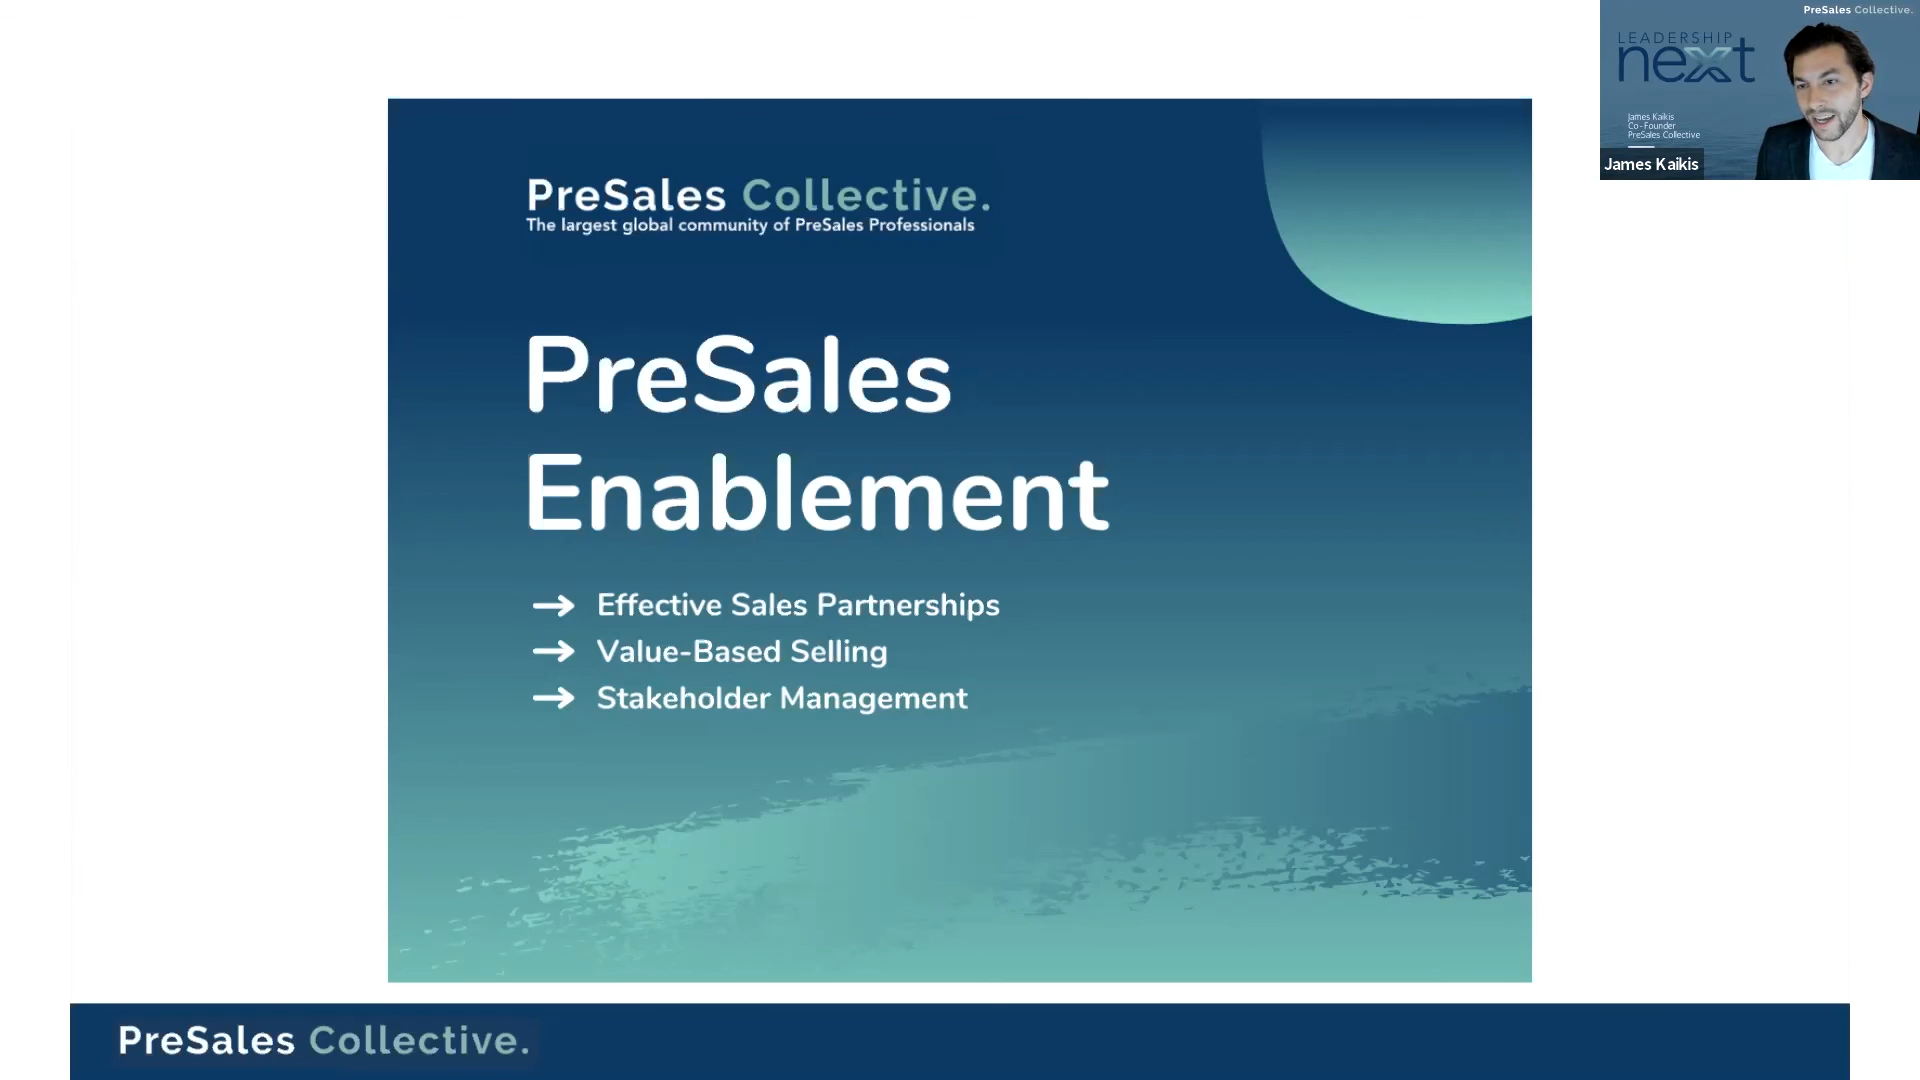 PreSales Collective.
LEADERSHIP
next
James Kaikis
Co-Founder
PreSales Collective
James Kaikis
PreSales Collective.
The largest global community of PreSales Professionals
PreSales
Enablement
Effective Sales Partnerships
Value-Based Selling
Stakeholder Management
PreSales Collective.